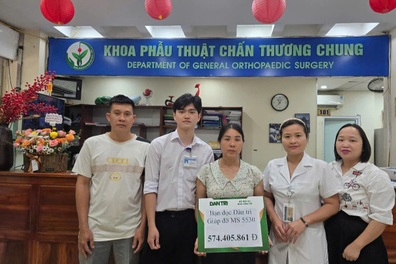 KHOA PHẪU THUẬT CHẤN THƯƠNG CHUNG
DEPARTMENT OF GENERAL ORTHOPAEDIC SURGERY
DÂN TRÍ
Bạn đọc Dân trí
Giúp đỡ MS 5530
574.405.861 Đ